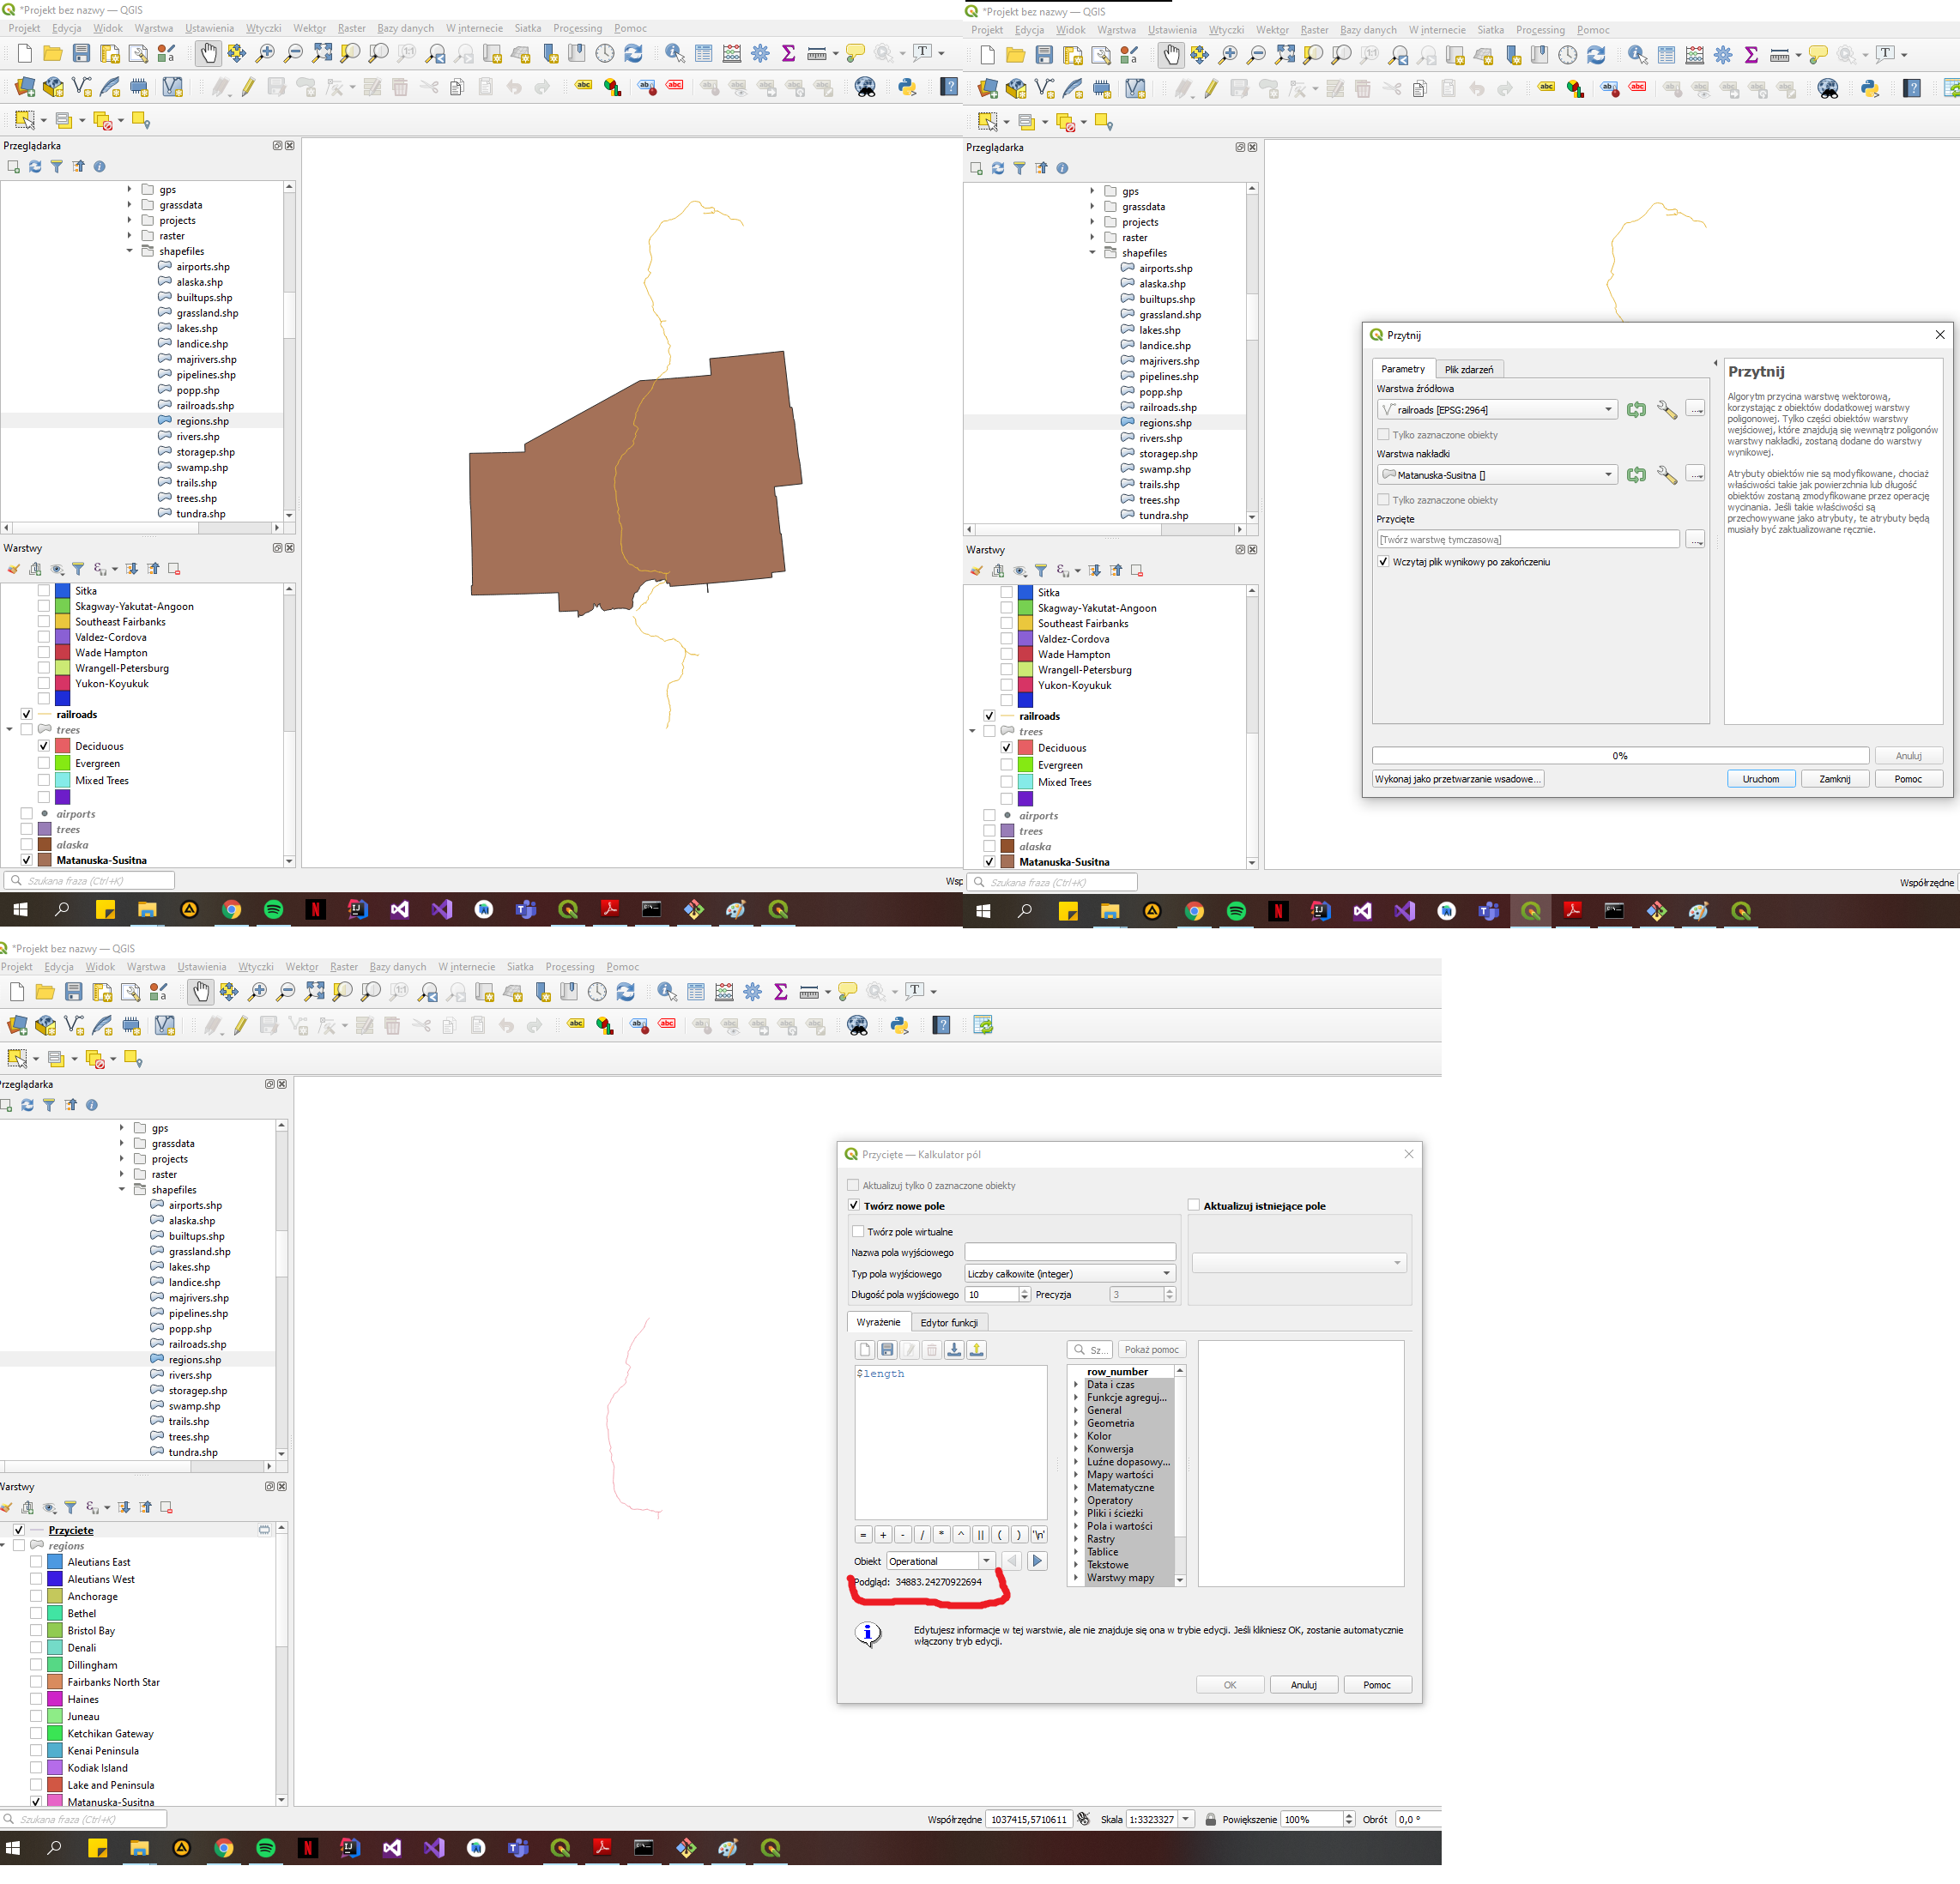 *Projekt bez nazwy — QGIS
Projekt Edycja Widok Warstwa Ustawienia Wtyczki Wektor Raster Bazy danych W internecie Siatka Processing Pomoc
Przeglądarka
gps
grassdata
projects
raster
shapefiles
airports.shp
alaska.shp
builtups.shp
grassland.shp
lakes.shp
landice.shp
majrivers.shp
pipelines.shp
popp.shp
railroads.shp
regions.shp
rivers.shp
storagep.shp
swamp.shp
trails.shp
trees.shp
tundra.shp
Warstwy
Sitka
Skagway-Yakutat-Angoon
Southeast Fairbanks
Valdez-Cordova
Wade Hampton
Wrangell-Petersburg
Yukon-Koyukuk
railroads
trees
Deciduous
Evergreen
Mixed Trees
airports
trees
alaska
Matanuska-Susitna
Szukana fraza (Ctrl+K)
Wsp
*Projekt bez nazwy — QGIS
Projekt Edycja Widok Warstwa Ustawienia Wtyczki Wektor Raster Bazy danych W internecie Siatka Processing Pomoc
Przeglądarka
gps
grassdata
projects
raster
shapefiles
airports.shp
alaska.shp
builtups.shp
grassland.shp
lakes.shp
landice.shp
majrivers.shp
pipelines.shp
popp.shp
railroads.shp
regions.shp
rivers.shp
storagep.shp
swamp.shp
trails.shp
trees.shp
tundra.shp
Warstwy
Sitka
Skagway-Yakutat-Angoon
Southeast Fairbanks
Valdez-Cordova
Wade Hampton
Wrangell-Petersburg
Yukon-Koyukuk
railroads
trees
Deciduous
Evergreen
Mixed Trees
airports
trees
alaska
Matanuska-Susitna
Szukana fraza (Ctrl+K)
Współrzędne
Przytnij
Parametry Plik zdarzeń
Warstwa źródłowa
railroads [EPSG:2964]
Tylko zaznaczone obiekty
Warstwa nakładki
Matanuska-Susitna []
Tylko zaznaczone obiekty
Przycięte
[Twórz warstwę tymczasową]
Wczytaj plik wynikowy po zakończeniu
Przytnij
Algorytm przycina warstwę wektorową,
korzystając z obiektów dodatkowej warstwy
poligonowej. Tylko części obiektów warstwy
wejściowej, które znajdują się wewnątrz poligonów
warstwy nakładki, zostaną dodane do warstwy
wynikowej.
Atrybuty obiektów nie są modyfikowane, chociaż
właściwości takie jak powierzchnia lub długość
obiektów zostaną zmodyfikowane przez operację
wycinania. Jeśli takie właściwości są
przechowywane jako atrybuty, te atrybuty będą
musiały być zaktualizowane ręcznie.
0%
Anuluj
Wykonaj jako przetwarzanie wsadowe...
Uruchom Zamknij Pomoc
*Projekt bez nazwy — QGIS
Projekt Edycja Widok Warstwa Ustawienia Wtyczki Wektor Raster Bazy danych W internecie Siatka Processing Pomoc
rzeglądarka
gps
grassdata
projects
raster
shapefiles
airports.shp
alaska.shp
builtups.shp
grassland.shp
lakes.shp
landice.shp
majrivers.shp
pipelines.shp
popp.shp
railroads.shp
regions.shp
rivers.shp
storagep.shp
swamp.shp
trails.shp
trees.shp
tundra.shp
Warstwy
Przycięte
regions
Aleutians East
Aleutians West
Anchorage
Bethel
Bristol Bay
Denali
Dillingham
Fairbanks North Star
Haines
Juneau
Ketchikan Gateway
Kenai Peninsula
Kodiak Island
Lake and Peninsula
Matanuska-Susitna
Szukana fraza (Ctrl+K)
Przycięte — Kalkulator pól
Aktualizuj tylko 0 zaznaczone obiekty
Twórz nowe pole
Aktualizuj istniejące pole
Twórz pole wirtualne
Nazwa pola wyjściowego
Typ pola wyjściowego Liczby całkowite (integer)
Długość pola wyjściowego 10 Precyzja 3
Wyrażenie Edytor funkcji
Sz... Pokaż pomoc
$length
row_number
Data i czas
Funkcje agreguj...
General
Geometria
Kolor
Konwersja
Luźne dopasowy...
Mapy wartości
Matematyczne
Operatory
Pliki i ścieżki
Pola i wartości
Rastry
Tablice
Tekstowe
Warstwy mapy
= + - / * ^ || ( ) '\n'
Obiekt Operational
Podgląd: 34883.24270922694
Edytujesz informacje w tej warstwie, ale nie znajduje się ona w trybie edycji. Jeśli klikniesz OK, zostanie automatycznie
włączony tryb edycji.
OK Anuluj Pomoc
Współrzędne 1037415,5710611 Skala 1:3323327 Powiększenie 100% Obrót 0,0 °